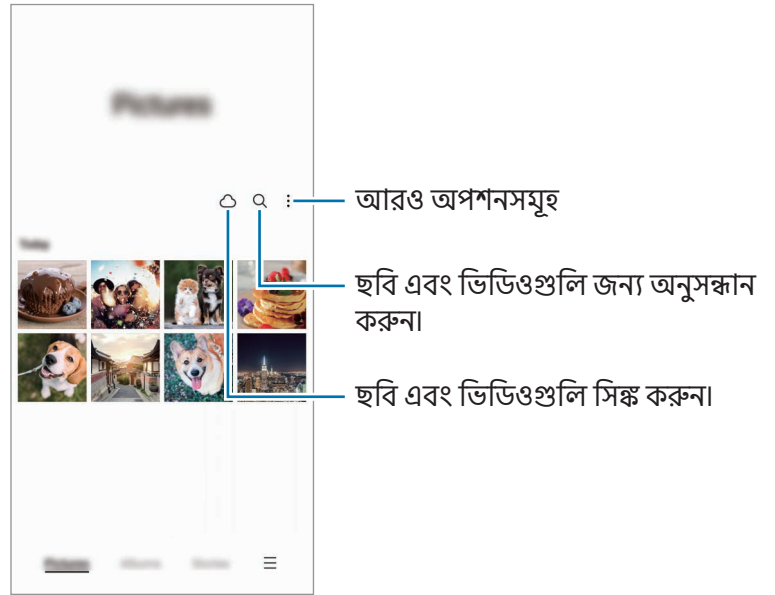 Pictures
আরও অপশনসমূহ
Today
ছবি এবং ভিডিওগুলি জন্য অনুসন্ধান
করুন।
ছবি এবং ভিডিওগুলি সিঙ্ক করুন।
Pictures Albums Stories